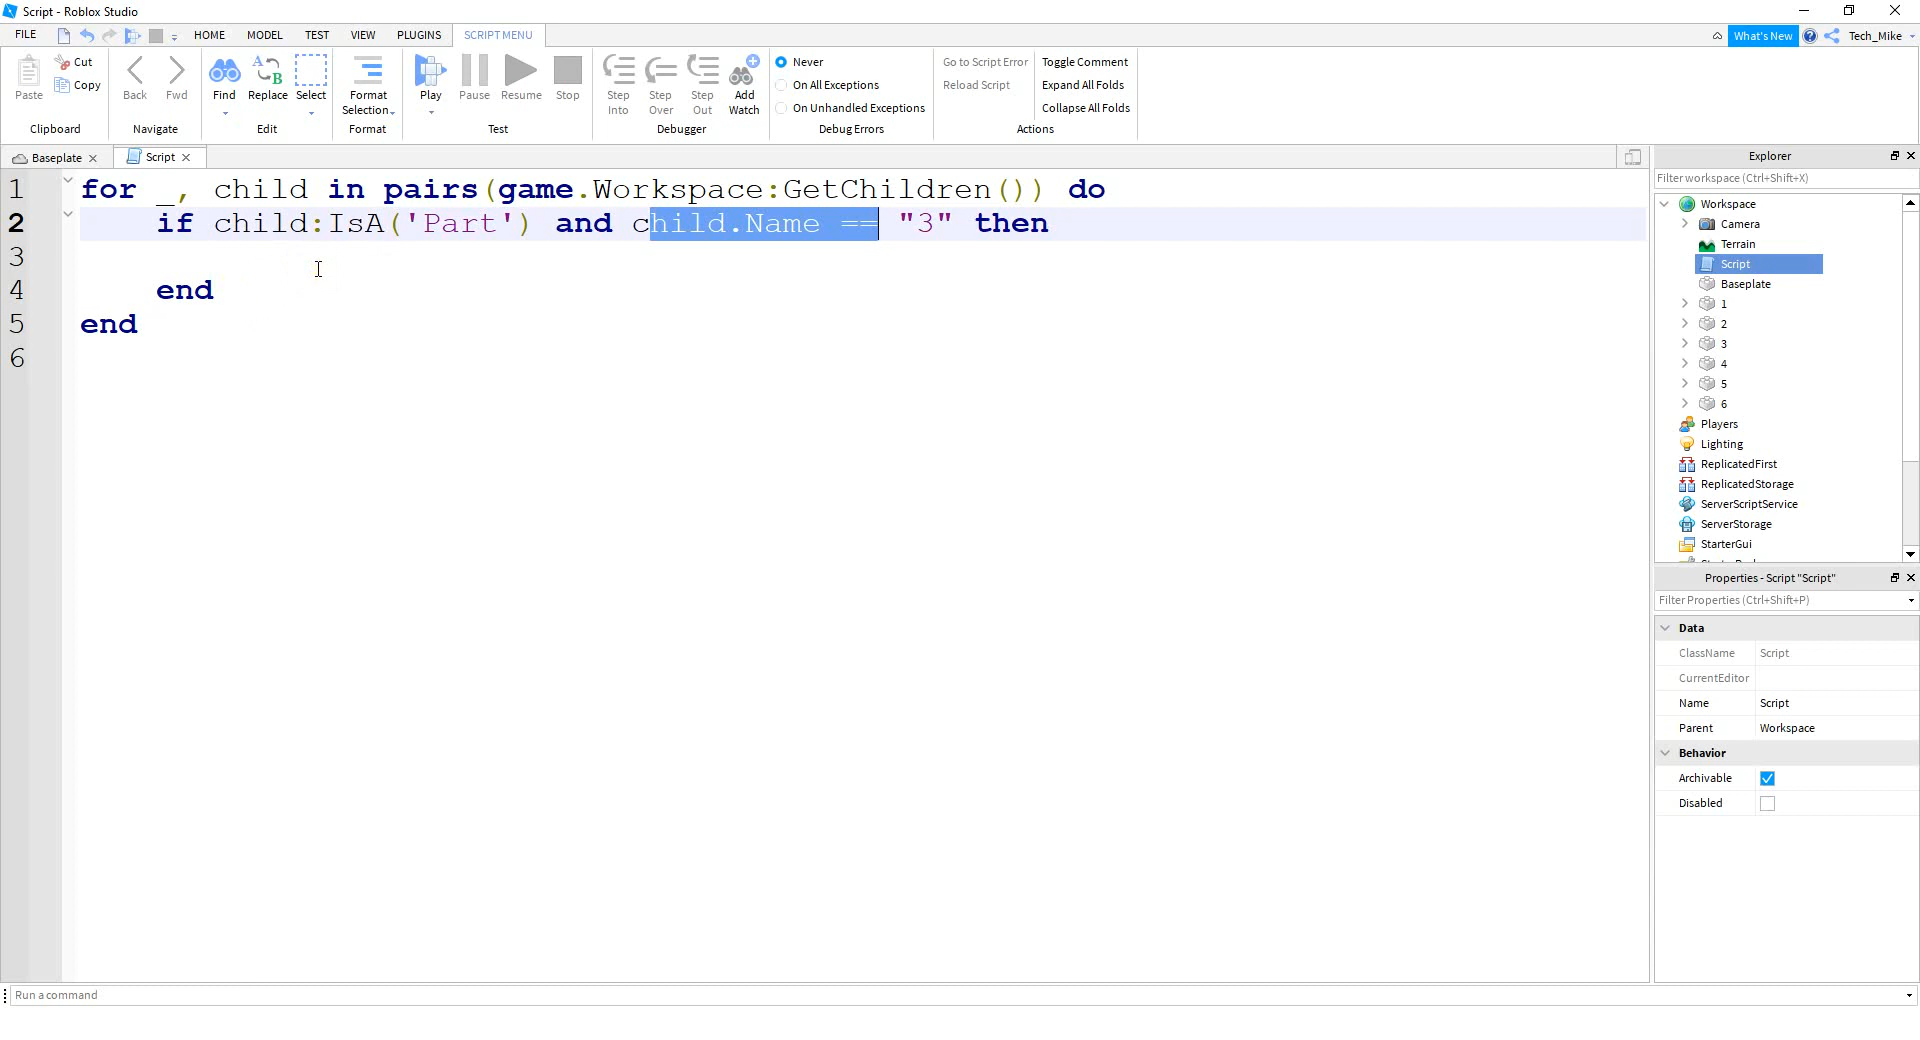 Script - Roblox Studio
FILE HOME MODEL TEST VIEW PLUGINS SCRIPT MENU What's New Tech_Mike
Paste Cut Copy Back Fwd Find Replace Select Format Selection Play Pause Resume Stop Step Into Step Over Step Out Add Watch
Never
On All Exceptions
On Unhandled Exceptions
Go to Script Error
Reload Script
Toggle Comment
Expand All Folds
Collapse All Folds
Clipboard Navigate Edit Format Test Debugger Debug Errors Actions
Baseplate Script
1 for _, child in pairs(game.Workspace:GetChildren()) do
2 if child:IsA('Part') and child.Name == "3" then
3
4 end
5 end
6
Explorer
Filter workspace (Ctrl+Shift+X)
Workspace
Camera
Terrain
Script
Baseplate
1
2
3
4
5
6
Players
Lighting
ReplicatedFirst
ReplicatedStorage
ServerScriptService
ServerStorage
StarterGui
Properties - Script "Script"
Filter Properties (Ctrl+Shift+P)
Data
ClassName Script
CurrentEditor
Name Script
Parent Workspace
Behavior
Archivable
Disabled
Run a command